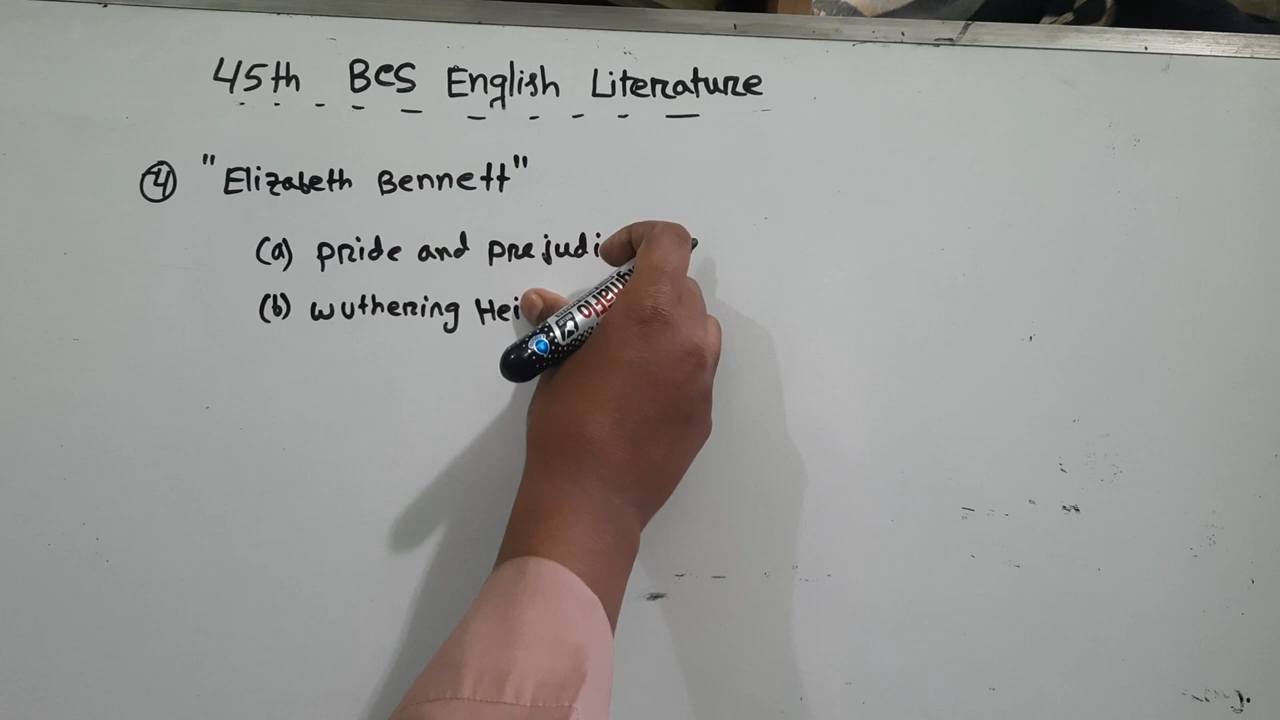 45th BCS English Literature
4 "Elizabeth Bennett"
(a) pride and prejudi
(b) wuthering Hei